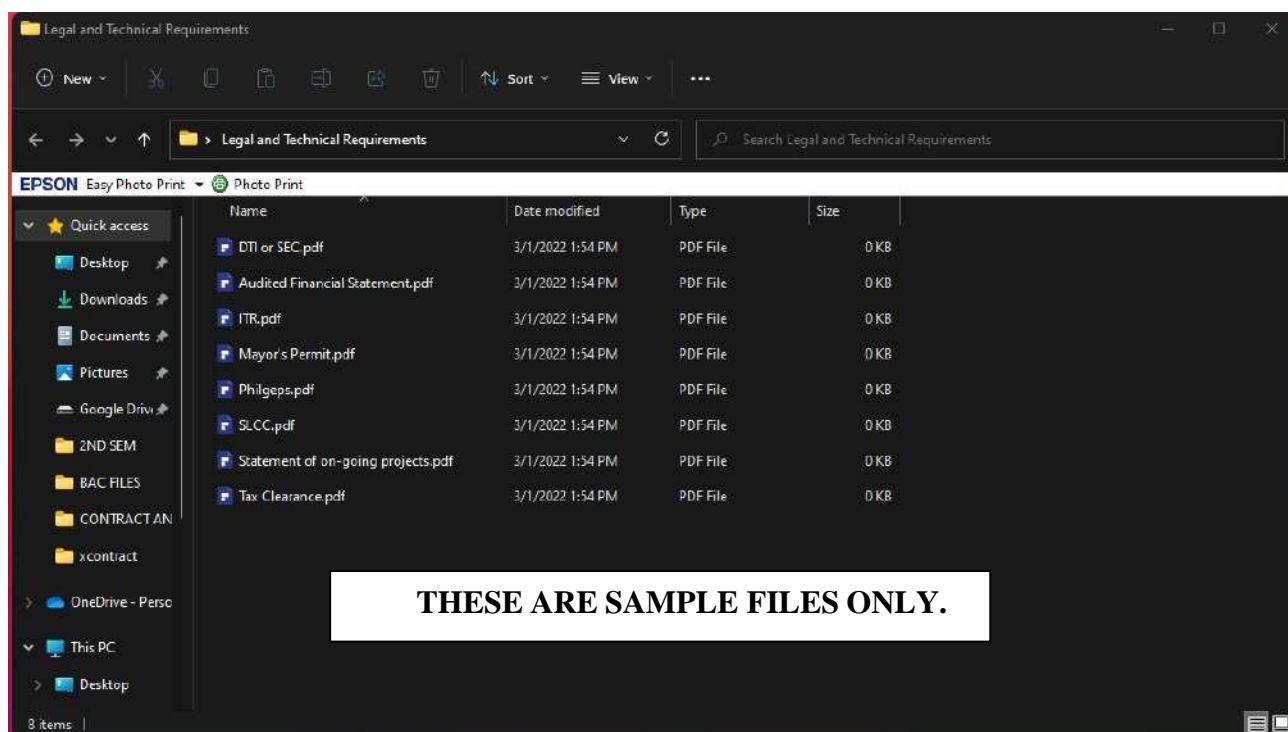 Legal and Technical Requirements
New Sort View ...
> Legal and Technical Requirements Search Legal and Technical Requirements
EPSON Easy Photo Print Photo Print
Name Date modified Type Size
Quick access
DTI or SEC.pdf 3/1/2022 1:54 PM PDF File 0 KB
Desktop
Audited Financial Statement.pdf 3/1/2022 1:54 PM PDF File 0 KB
Downloads
ITR.pdf 3/1/2022 1:54 PM PDF File 0 KB
Documents
Mayor's Permit.pdf 3/1/2022 1:54 PM PDF File 0 KB
Pictures
Philgeps.pdf 3/1/2022 1:54 PM PDF File 0 KB
Google Driv
SLCC.pdf 3/1/2022 1:54 PM PDF File 0 KB
2ND SEM
Statement of on-going projects.pdf 3/1/2022 1:54 PM PDF File 0 KB
BAC FILES
Tax Clearance.pdf 3/1/2022 1:54 PM PDF File 0 KB
CONTRACT AN
xcontract
OneDrive - Perso
THESE ARE SAMPLE FILES ONLY.
This PC
Desktop
8 items